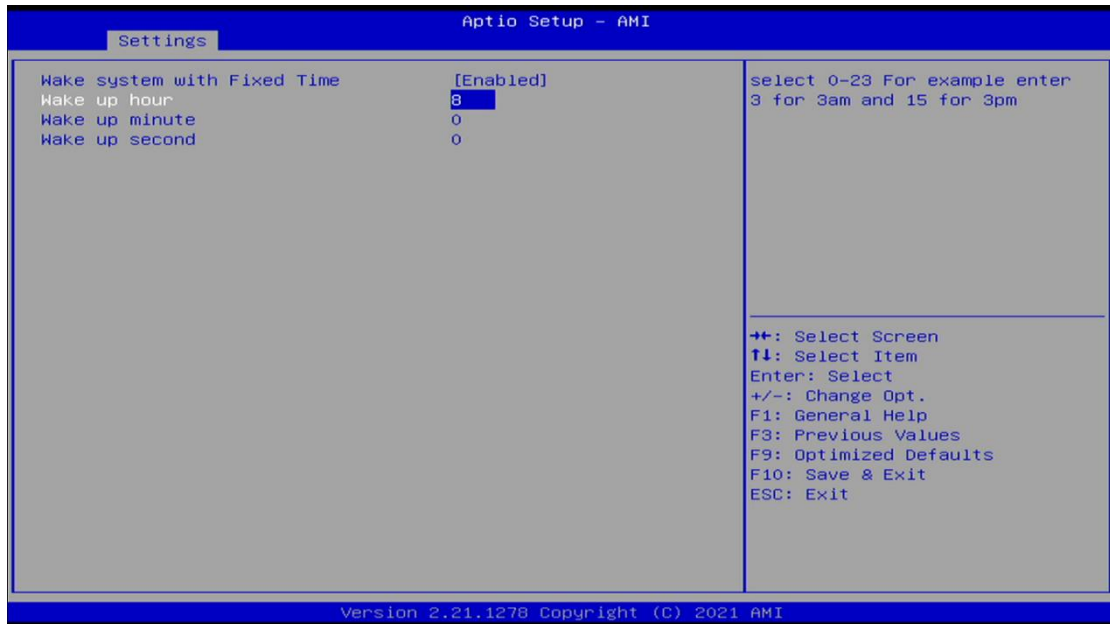 Aptio Setup - AMI
Settings
Wake system with Fixed Time [Enabled]
Wake up hour 8
Wake up minute 0
Wake up second 0
select 0-23 For example enter
3 for 3am and 15 for 3pm
→←: Select Screen
↑↓: Select Item
Enter: Select
+/-: Change Opt.
F1: General Help
F3: Previous Values
F9: Optimized Defaults
F10: Save & Exit
ESC: Exit
Version 2.21.1278 Copyright (C) 2021 AMI